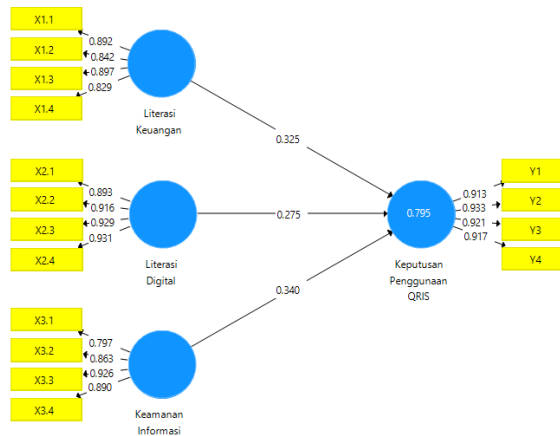 X1.1
X1.2
X1.3
X1.4
0.892
0.842
0.897
0.829
Literasi
Keuangan
0.325
X2.1
X2.2
X2.3
X2.4
0.893
0.916
0.929
0.931
Literasi
Digital
0.275
X3.1
X3.2
X3.3
X3.4
0.797
0.863
0.926
0.890
Keamanan
Informasi
0.340
0.795
Keputusan
Penggunaan
QRIS
0.913
0.933
0.921
0.917
Y1
Y2
Y3
Y4